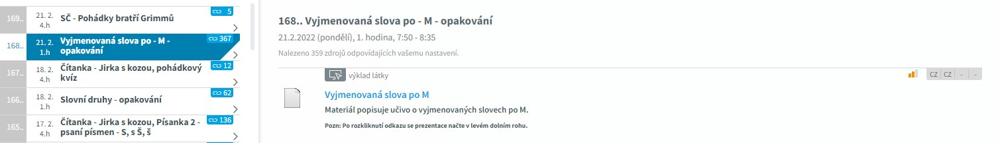 169..
21. 2.
4.h
SČ - Pohádky bratří Grimmů
5
168..
21. 2.
1.h
Vyjmenovaná slova po - M -
opakování
367
167..
18. 2.
4.h
Čítanka - Jirka s kozou, pohádkový
kvíz
12
166..
18. 2.
1.h
Slovní druhy - opakování
62
165..
17. 2.
4.h
Čítanka - Jirka s kozou, Písanka 2 -
psaní písmen - S, s Š, š
136
168.. Vyjmenovaná slova po - M - opakování
21.2.2022 (pondělí), 1. hodina, 7:50 - 8:35
Nalezeno 359 zdrojů odpovídajících vašemu nastavení.
výklad látky
CZ CZ - -
Vyjmenovaná slova po M
Materiál popisuje učivo o vyjmenovaných slovech po M.
Pozn: Po rozkliknutí odkazu se prezentace načte v levém dolním rohu.